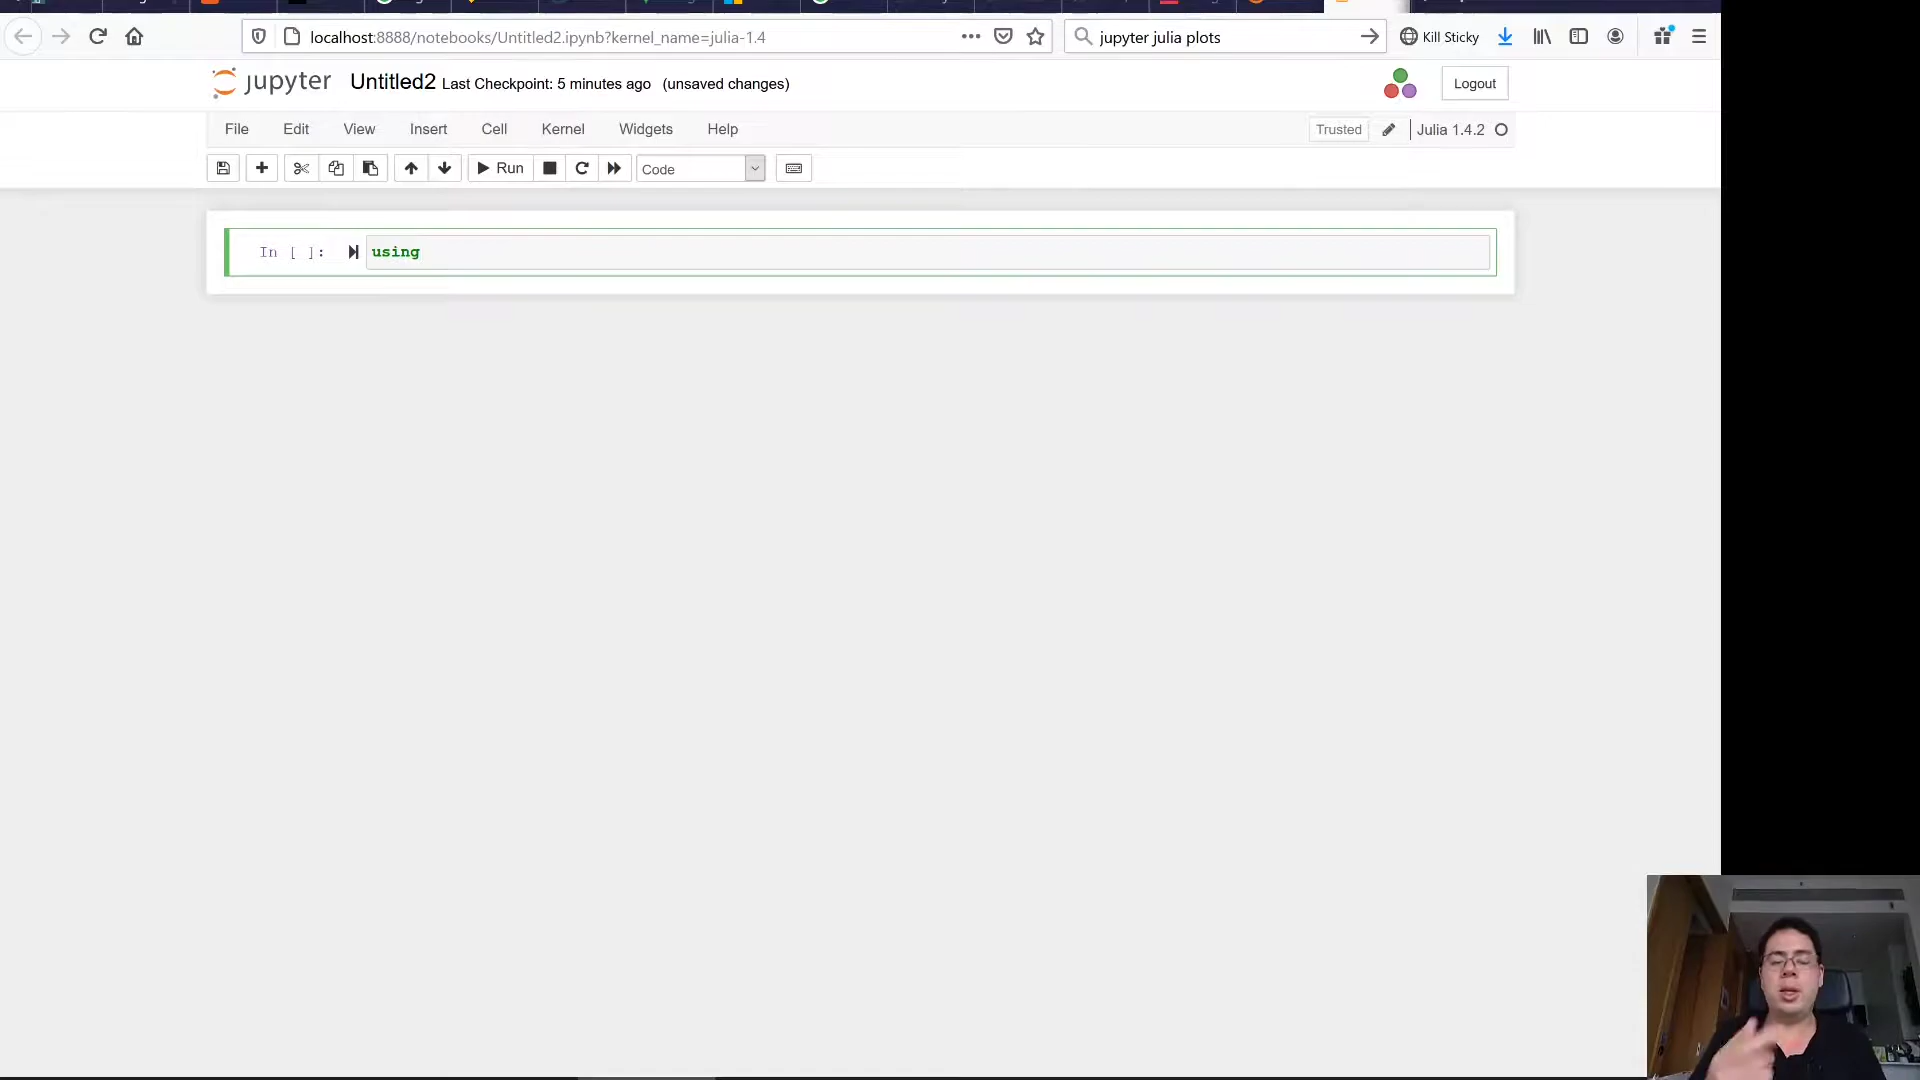 localhost:8888/notebooks/Untitled2.ipynb?kernel_name=julia-1.4
jupyter julia plots
Kill Sticky
jupyter Untitled2 Last Checkpoint: 5 minutes ago (unsaved changes)
Logout
File Edit View Insert Cell Kernel Widgets Help
Trusted Julia 1.4.2
Run Code
In [ ]: using